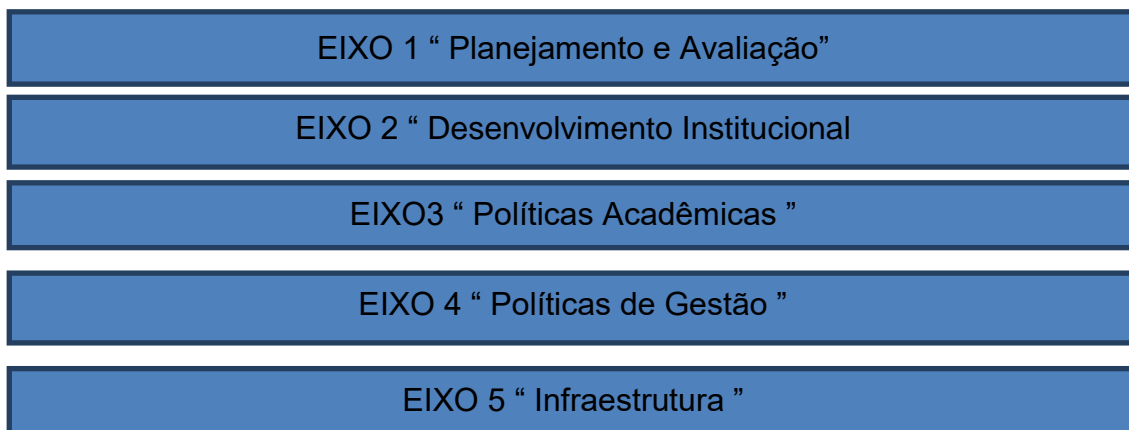 EIXO 1 “ Planejamento e Avaliação”
EIXO 2 “ Desenvolvimento Institucional
EIXO3 “ Políticas Acadêmicas ”
EIXO 4 “ Políticas de Gestão ”
EIXO 5 “ Infraestrutura ”